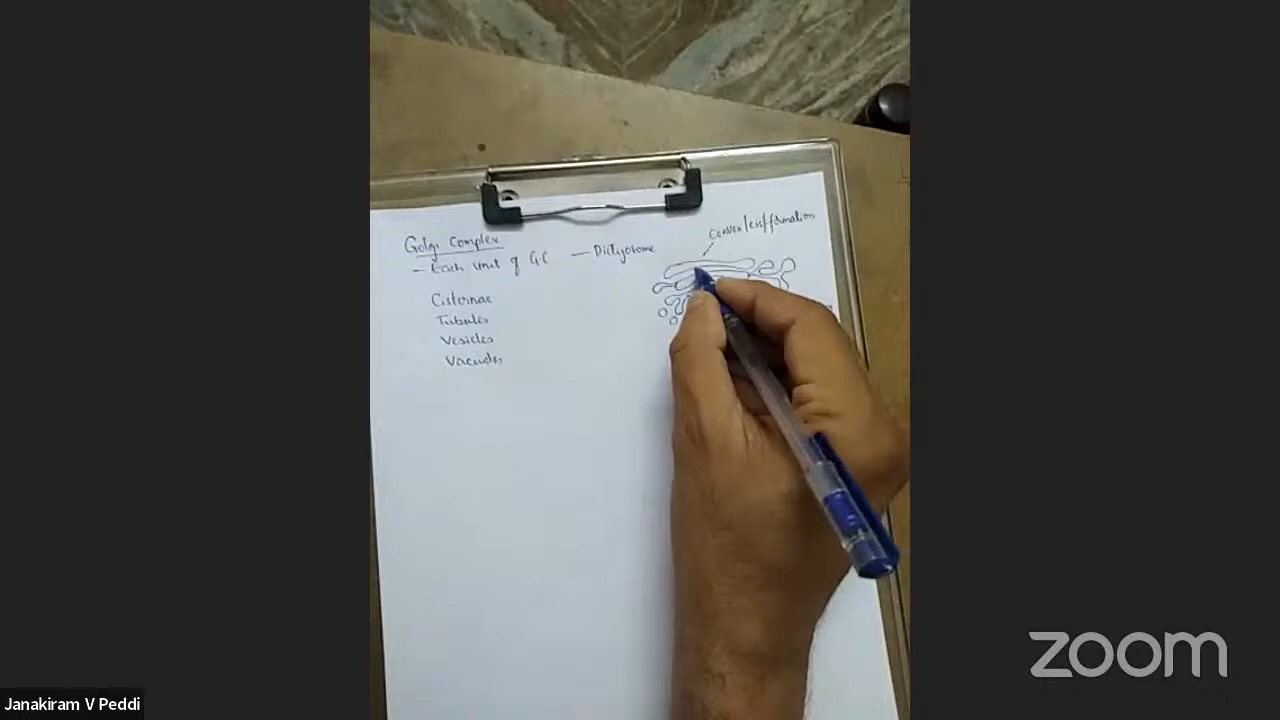 Golgi Complex
- Each unit of GC - Dictyosome
Convex/cis/formation
Cisternae
Tubules
Vesicles
Vacuoles
zoom
Janakiram V Peddi